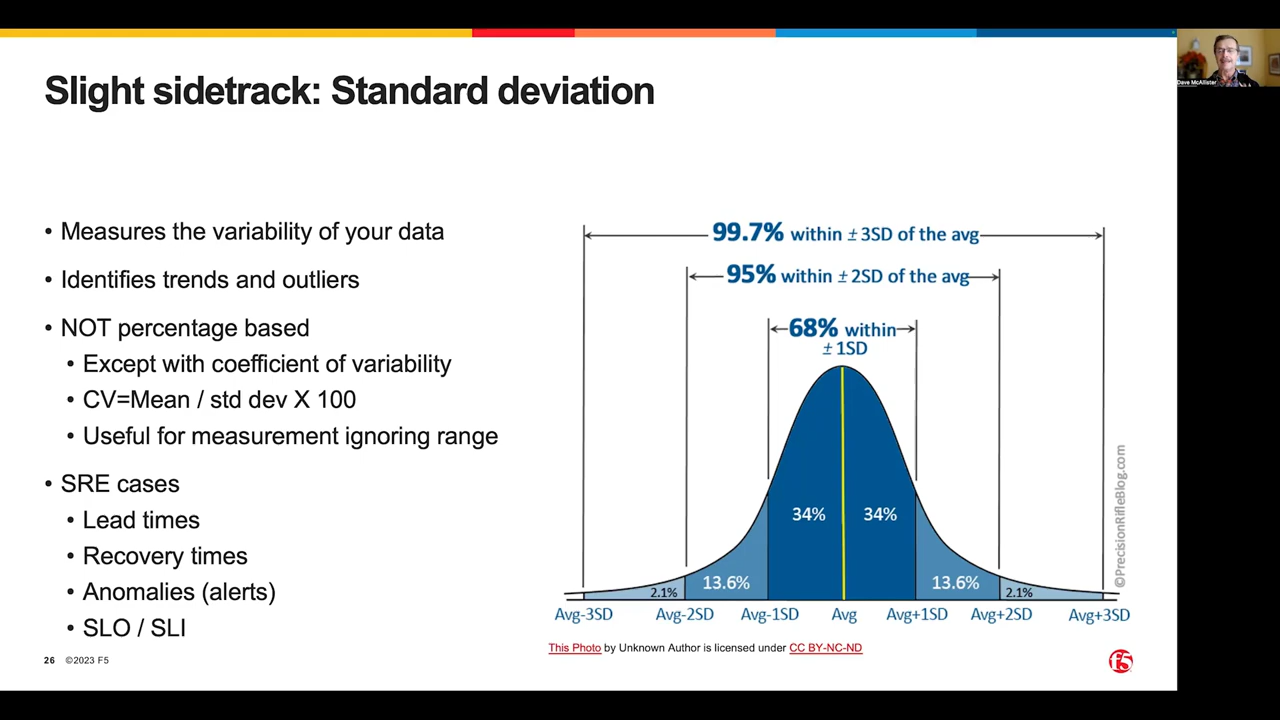 Slight sidetrack: Standard deviation
Dave McAllister
• Measures the variability of your data
• Identifies trends and outliers
• NOT percentage based
• Except with coefficient of variability
• CV=Mean / std dev X 100
• Useful for measurement ignoring range
• SRE cases
• Lead times
• Recovery times
• Anomalies (alerts)
• SLO / SLI
99.7% within ± 3SD of the avg
95% within ± 2SD of the avg
68% within
± 1SD
34% 34%
2.1% 13.6% 13.6% 2.1%
Avg-3SD Avg-2SD Avg-1SD Avg Avg+1SD Avg+2SD Avg+3SD
©PrecisionRifleBlog.com
This Photo by Unknown Author is licensed under CC BY-NC-ND
26 ©2023 F5
f5